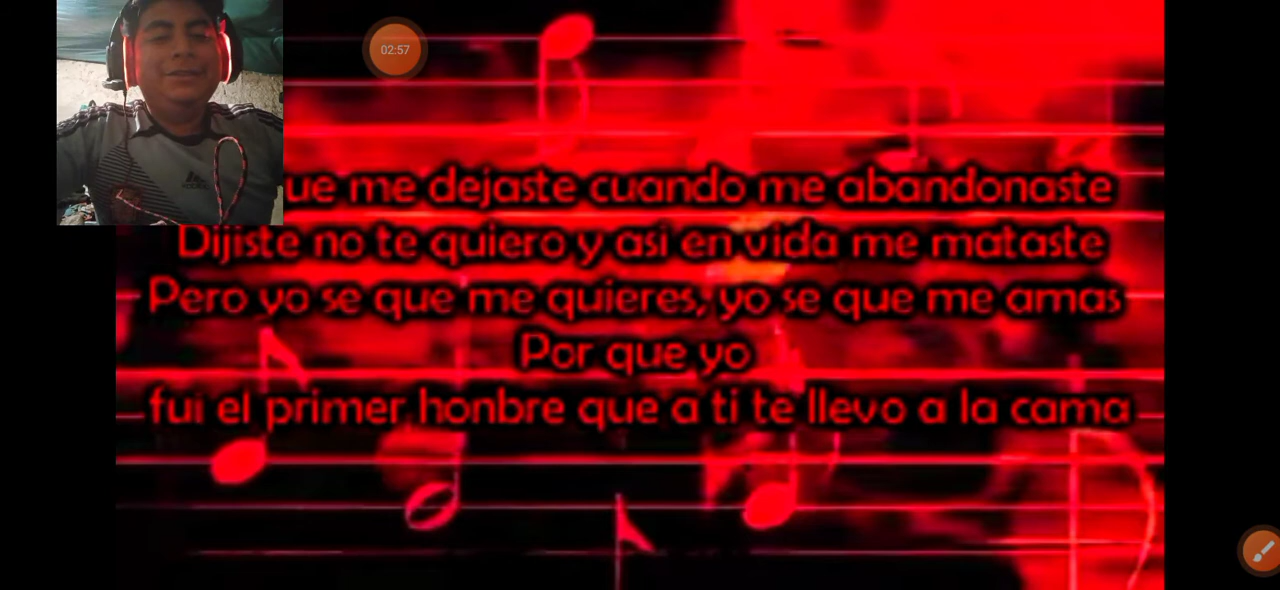 02:57
ue me dejaste cuando me abandonaste
Dijiste no te quiero y asi en vida me mataste
Pero yo se que me quieres, yo se que me amas
Por que yo
fui el primer honbre que a ti te llevo a la cama